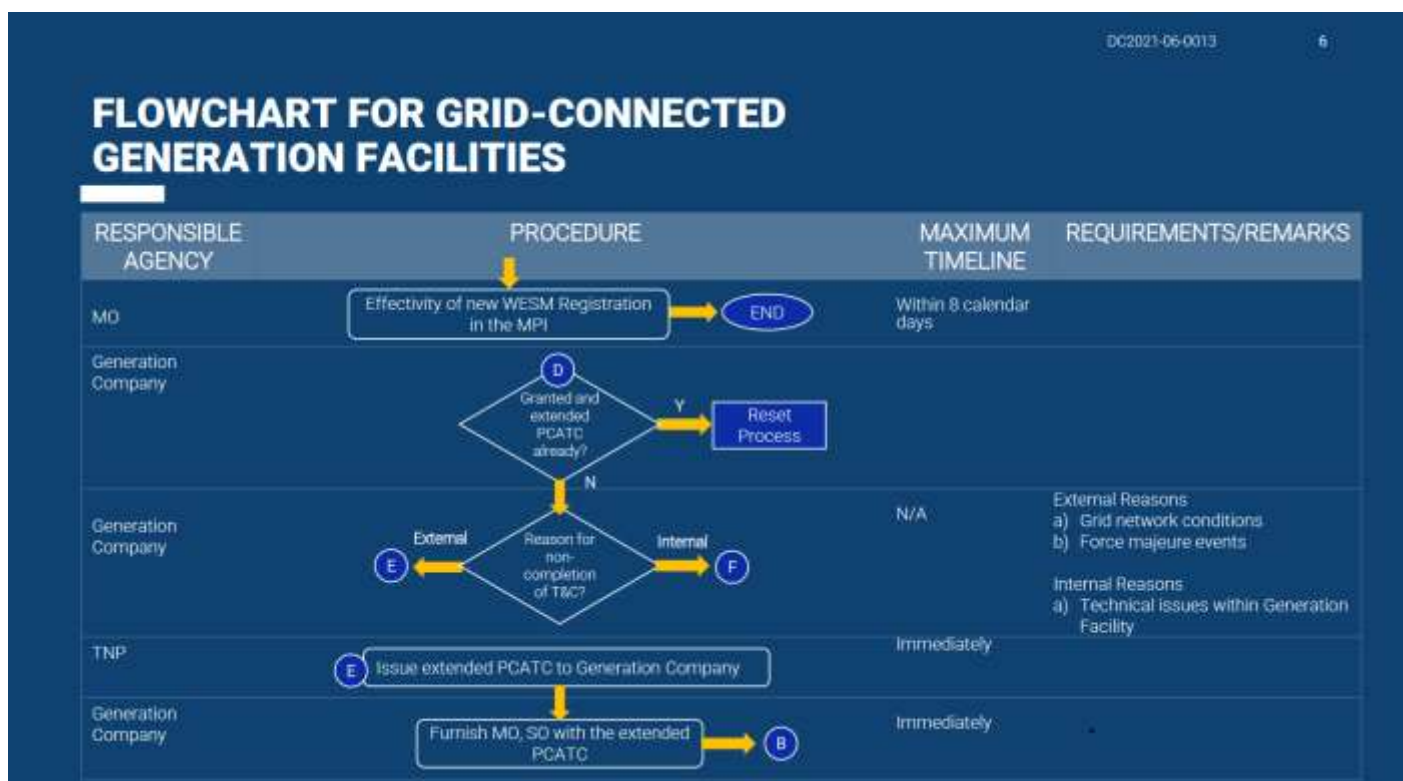 DC2021-06-0013 6
FLOWCHART FOR GRID-CONNECTED
GENERATION FACILITIES
RESPONSIBLE
AGENCY
PROCEDURE
MAXIMUM
TIMELINE
REQUIREMENTS/REMARKS
MO
Effectivity of new WESM Registration
in the MPI
END
Within 8 calendar
days
Generation
Company
D
Granted and
extended
PCATC
already?
Y
Reset
Process
N
Generation
Company
External
E
Reason for
non-
completion
of T&C?
Internal
F
N/A
External Reasons
a) Grid network conditions
b) Force majeure events
Internal Reasons
a) Technical issues within Generation
Facility
TNP
E
Issue extended PCATC to Generation Company
Immediately
Generation
Company
Furnish MO, SO with the extended
PCATC
B
Immediately